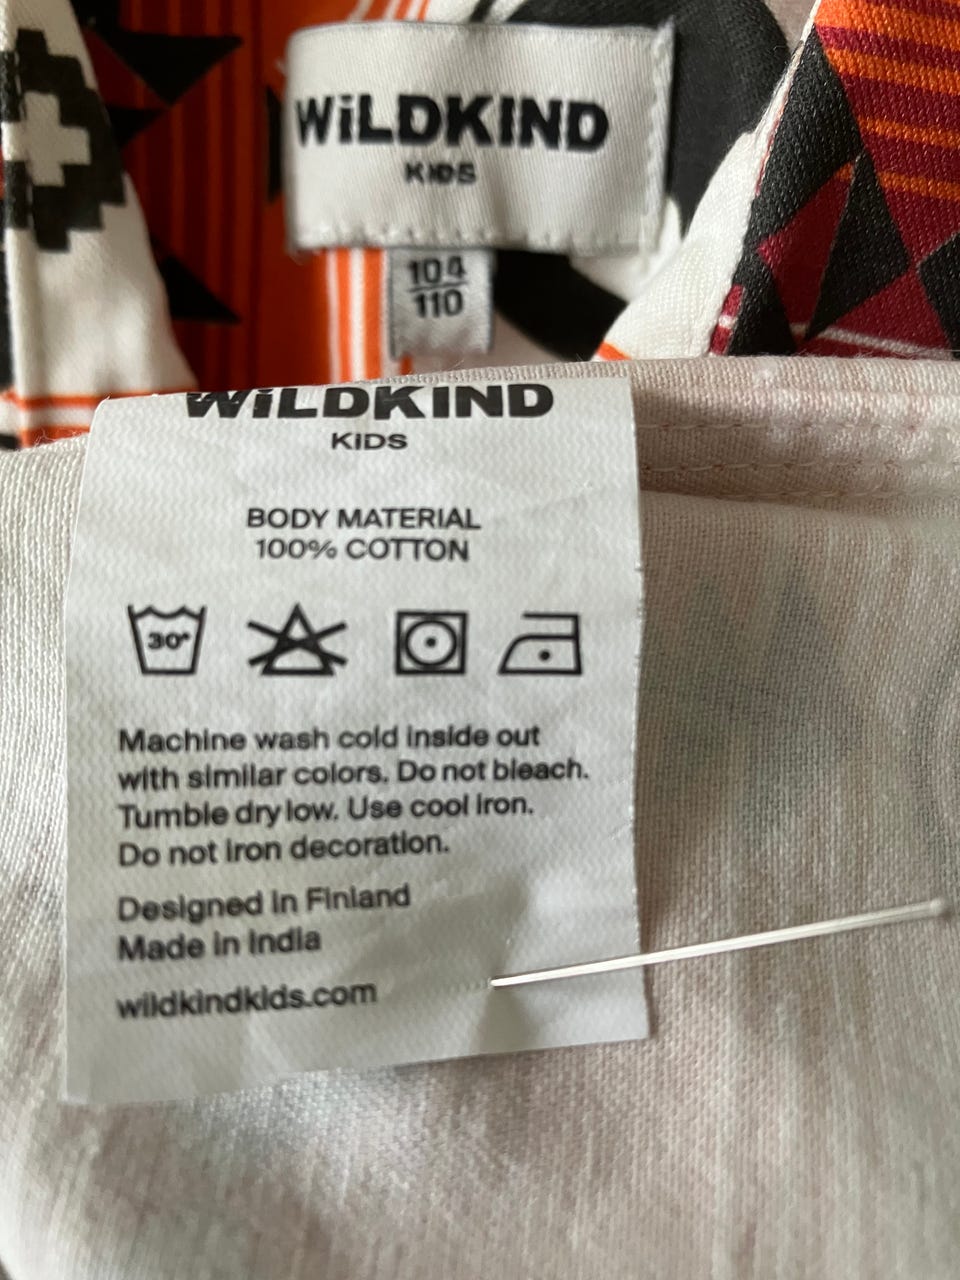 WiLDKIND
KIDS
104
110
WiLDKIND
KIDS
BODY MATERIAL
100% COTTON
30°
Machine wash cold inside out
with similar colors. Do not bleach.
Tumble dry low. Use cool iron.
Do not iron decoration.
Designed in Finland
Made in India
wildkindkids.com